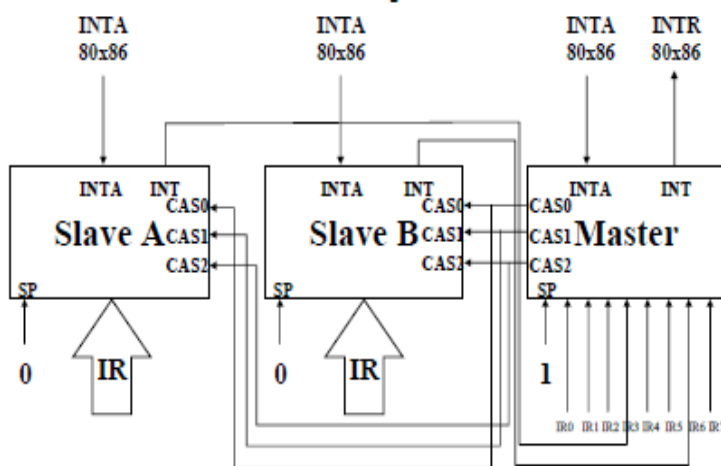 INTA INTA INTA INTR
80x86 80x86 80x86 80x86
INTA INT INTA INT INTA INT
CAS0 CAS0 CAS0
Slave A CAS1 Slave B CAS1 CAS1 Master
CAS2 CAS2 CAS2
SP SP SP
0 IR 0 IR 1
IR0 IR1 IR2 IR3 IR4 IR5 IR6